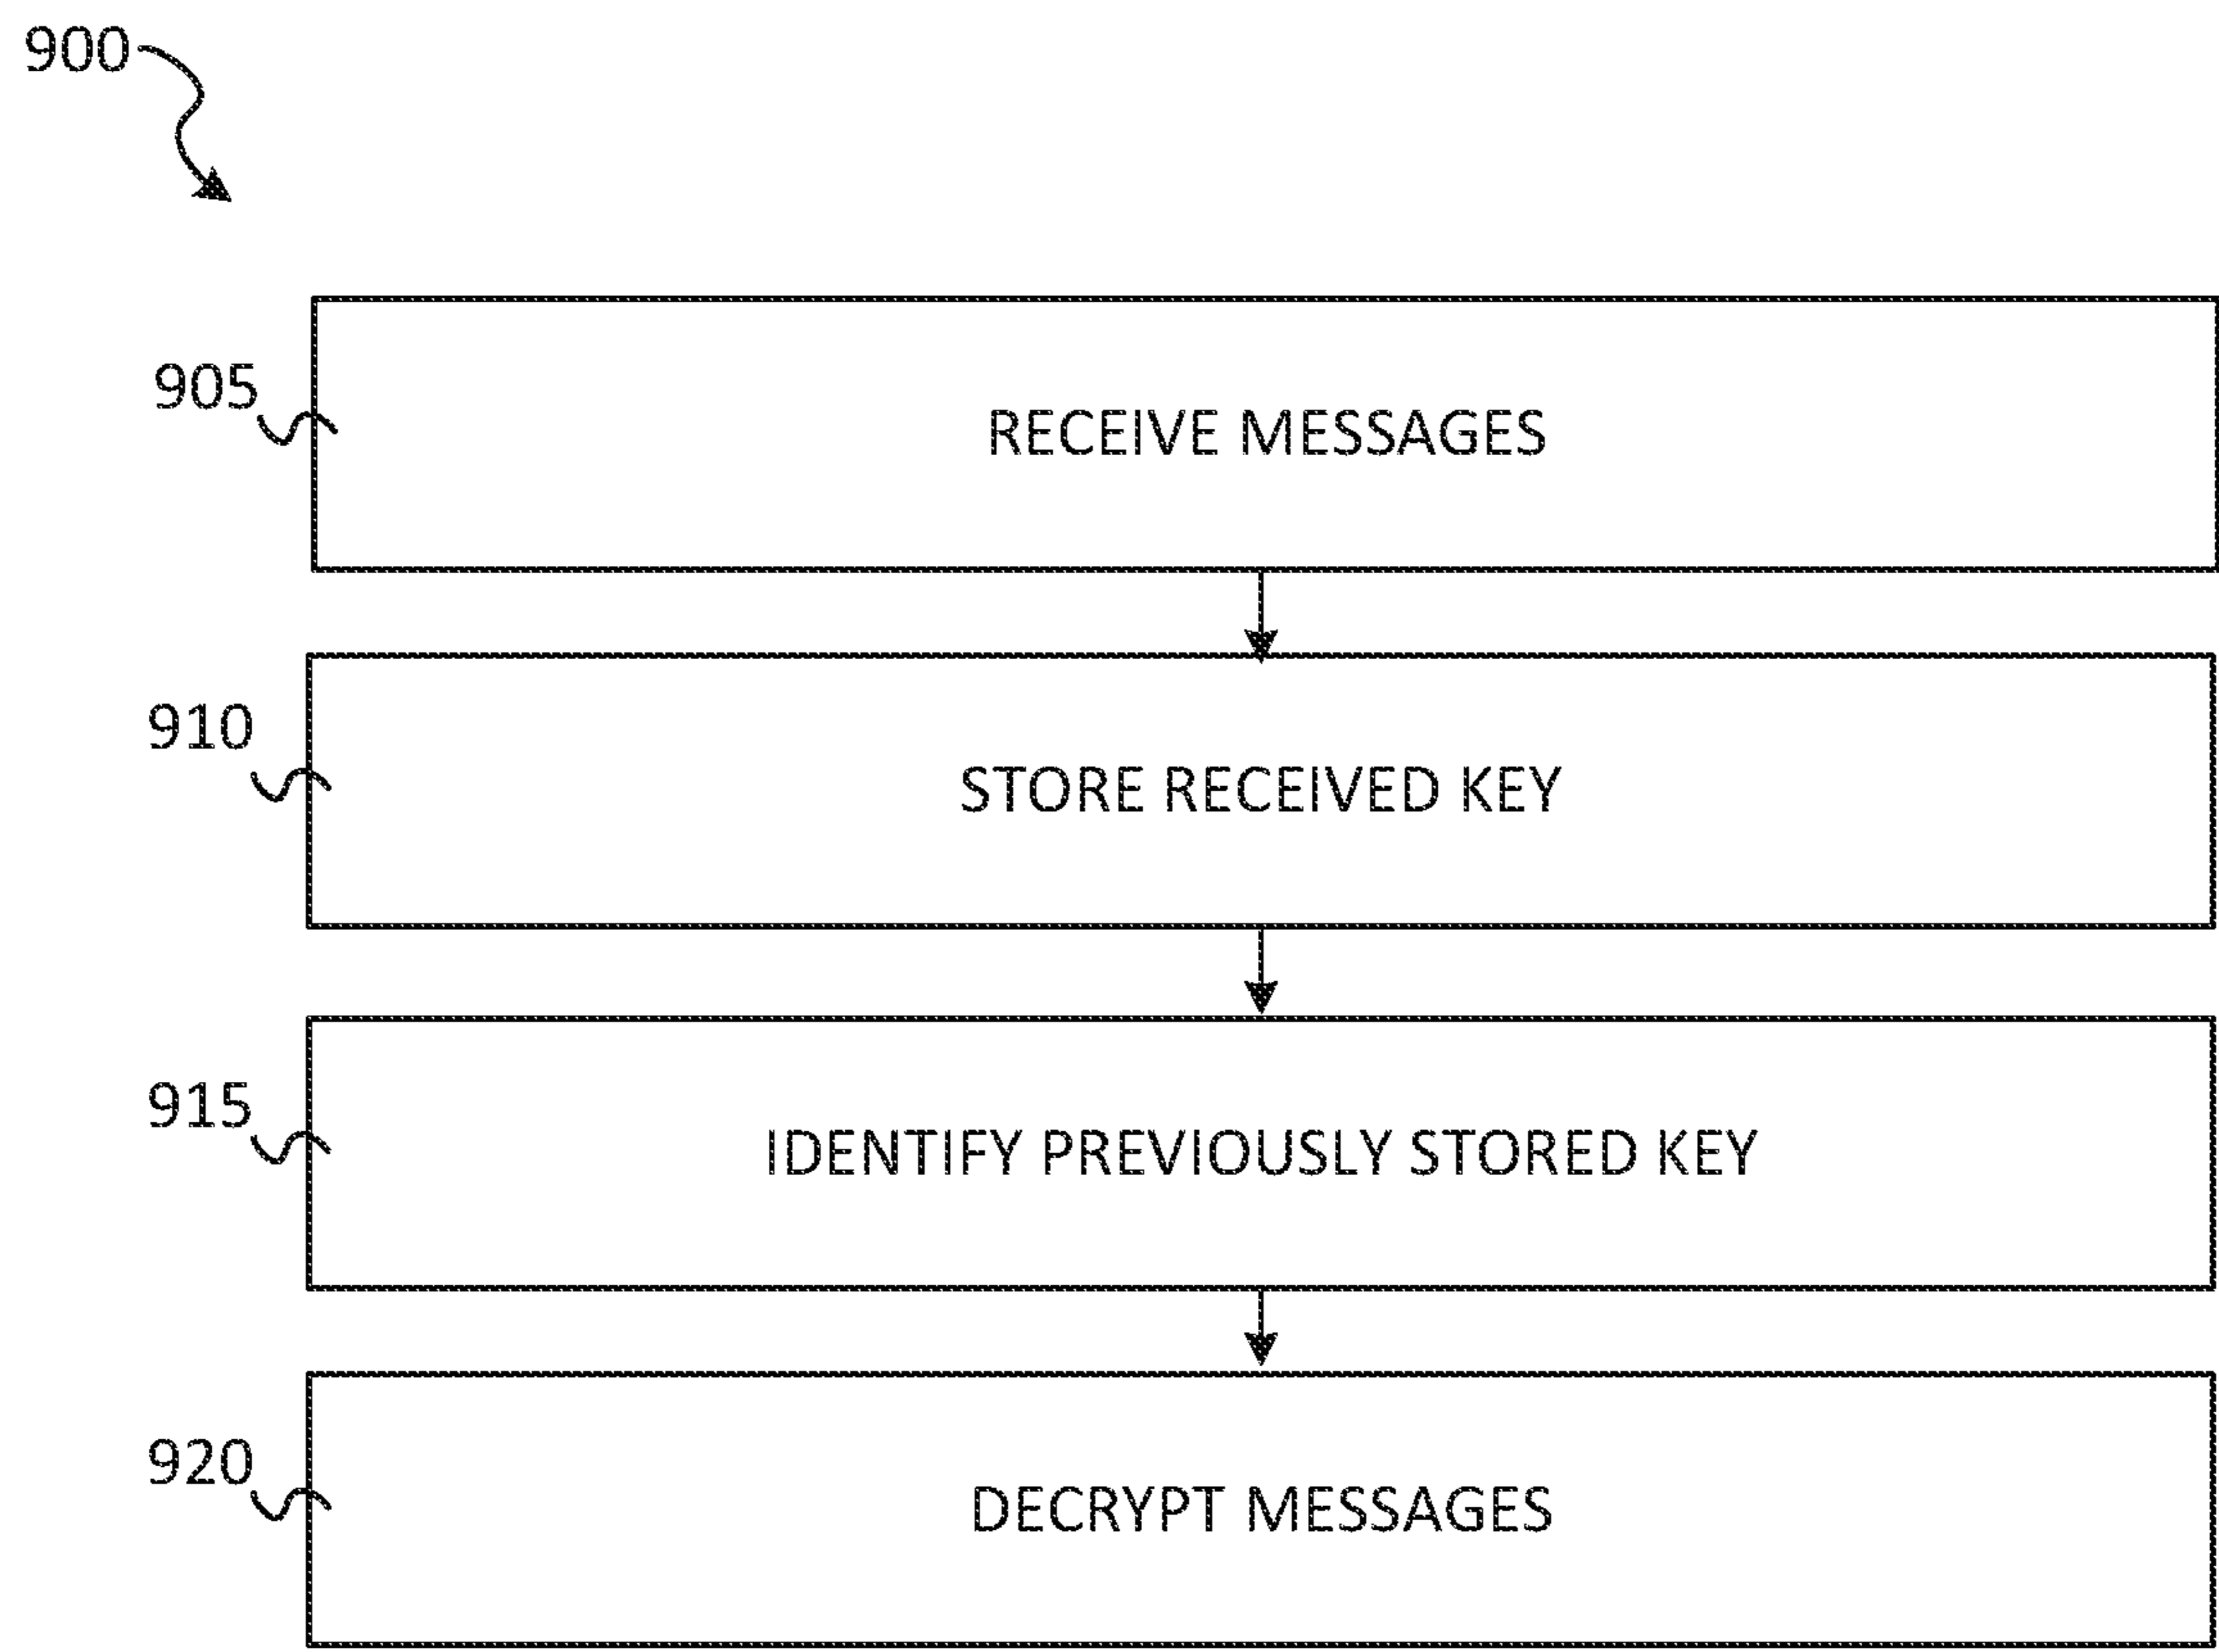 900
905
RECEIVE MESSAGES
910
STORE RECEIVED KEY
915
IDENTIFY PREVIOUSLY STORED KEY
920
DECRYPT MESSAGES